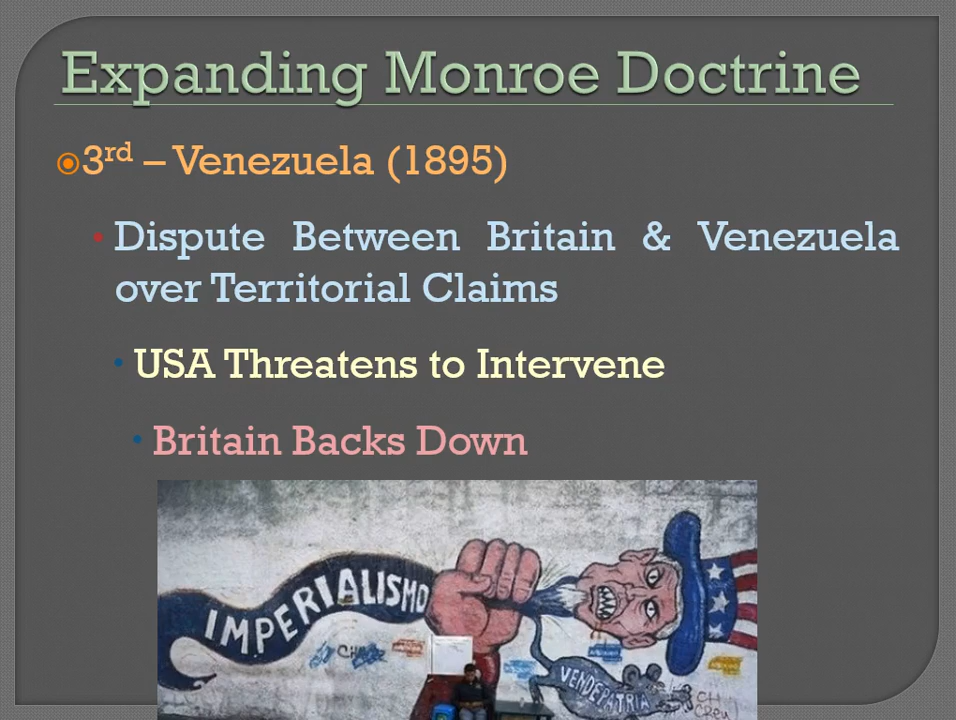 Expanding Monroe Doctrine
3rd – Venezuela (1895)
Dispute Between Britain & Venezuela
over Territorial Claims
USA Threatens to Intervene
Britain Backs Down
IMPERIALISMO
VENDEPATRIA